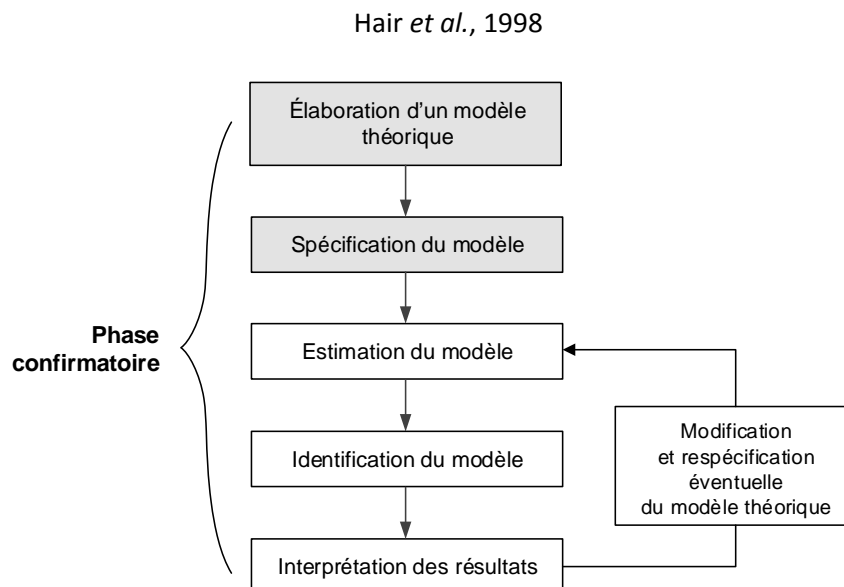 Hair et al., 1998
Élaboration d'un modèle
théorique
Spécification du modèle
Phase
confirmatoire
Estimation du modèle
Identification du modèle
Modification
et respécification
éventuelle
du modèle théorique
Interprétation des résultats